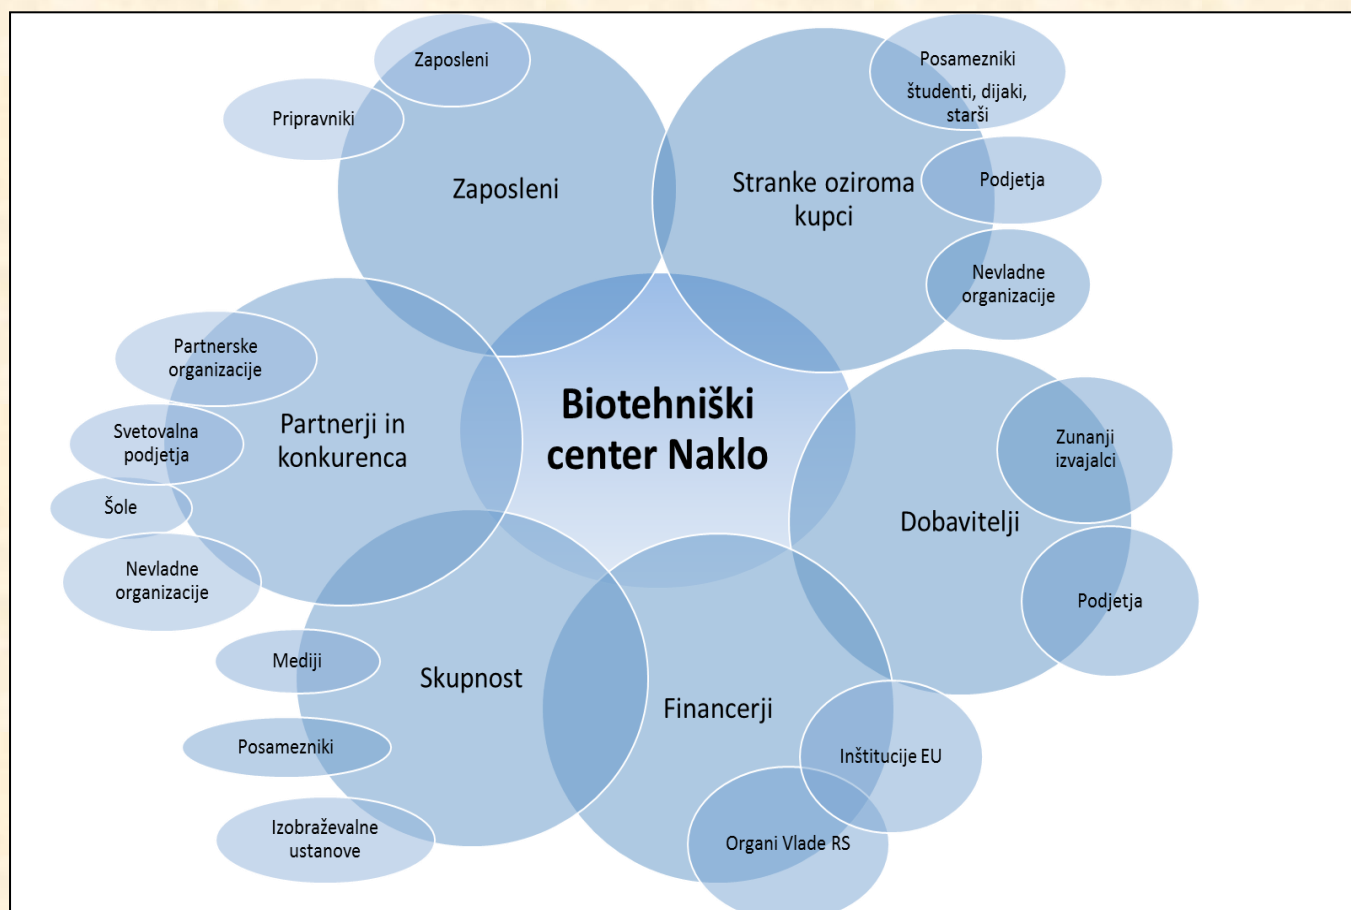 Zaposleni
Pripravniki
Zaposleni
Posamezniki
študenti, dijaki,
starši
Stranke oziroma
kupci
Podjetja
Nevladne
organizacije
Partnerske
organizacije
Partnerji in
konkurenca
Svetovalna
podjetja
Šole
Nevladne
organizacije
Biotehniški
center Naklo
Zunanji
izvajalci
Dobavitelji
Podjetja
Mediji
Skupnost
Posamezniki
Izobraževalne
ustanove
Financerji
Inštitucije EU
Organi Vlade RS